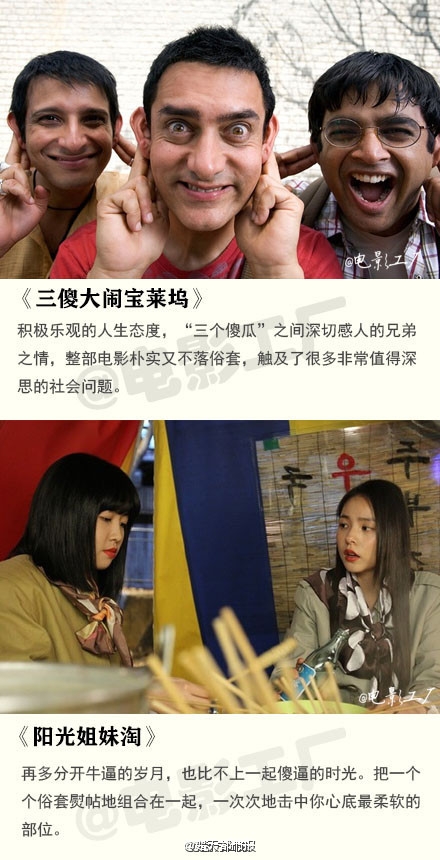 @电影工厂
《三傻大闹宝莱坞》
积极乐观的人生态度，“三个傻瓜”之间深切感人的兄弟
之情，整部电影朴实又不落俗套，触及了很多非常值得深
思的社会问题。
@电影工厂
우주
@电影工厂
《阳光姐妹淘》
再多分开牛逼的岁月，也比不上一起傻逼的时光。把一个
个俗套熨帖地组合在一起，一次次地击中你心底最柔软的
部位。
@电影工厂